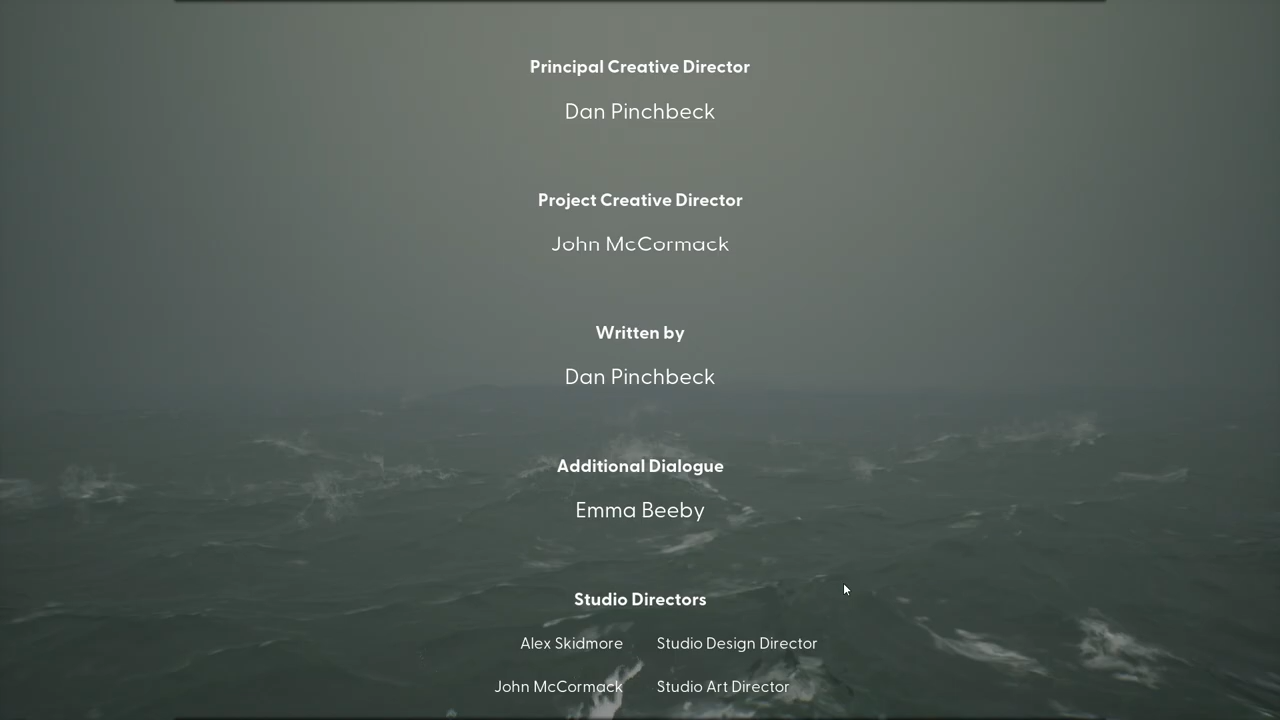 Principal Creative Director
Dan Pinchbeck
Project Creative Director
John McCormack
Written by
Dan Pinchbeck
Additional Dialogue
Emma Beeby
Studio Directors
Alex Skidmore Studio Design Director
John McCormack Studio Art Director